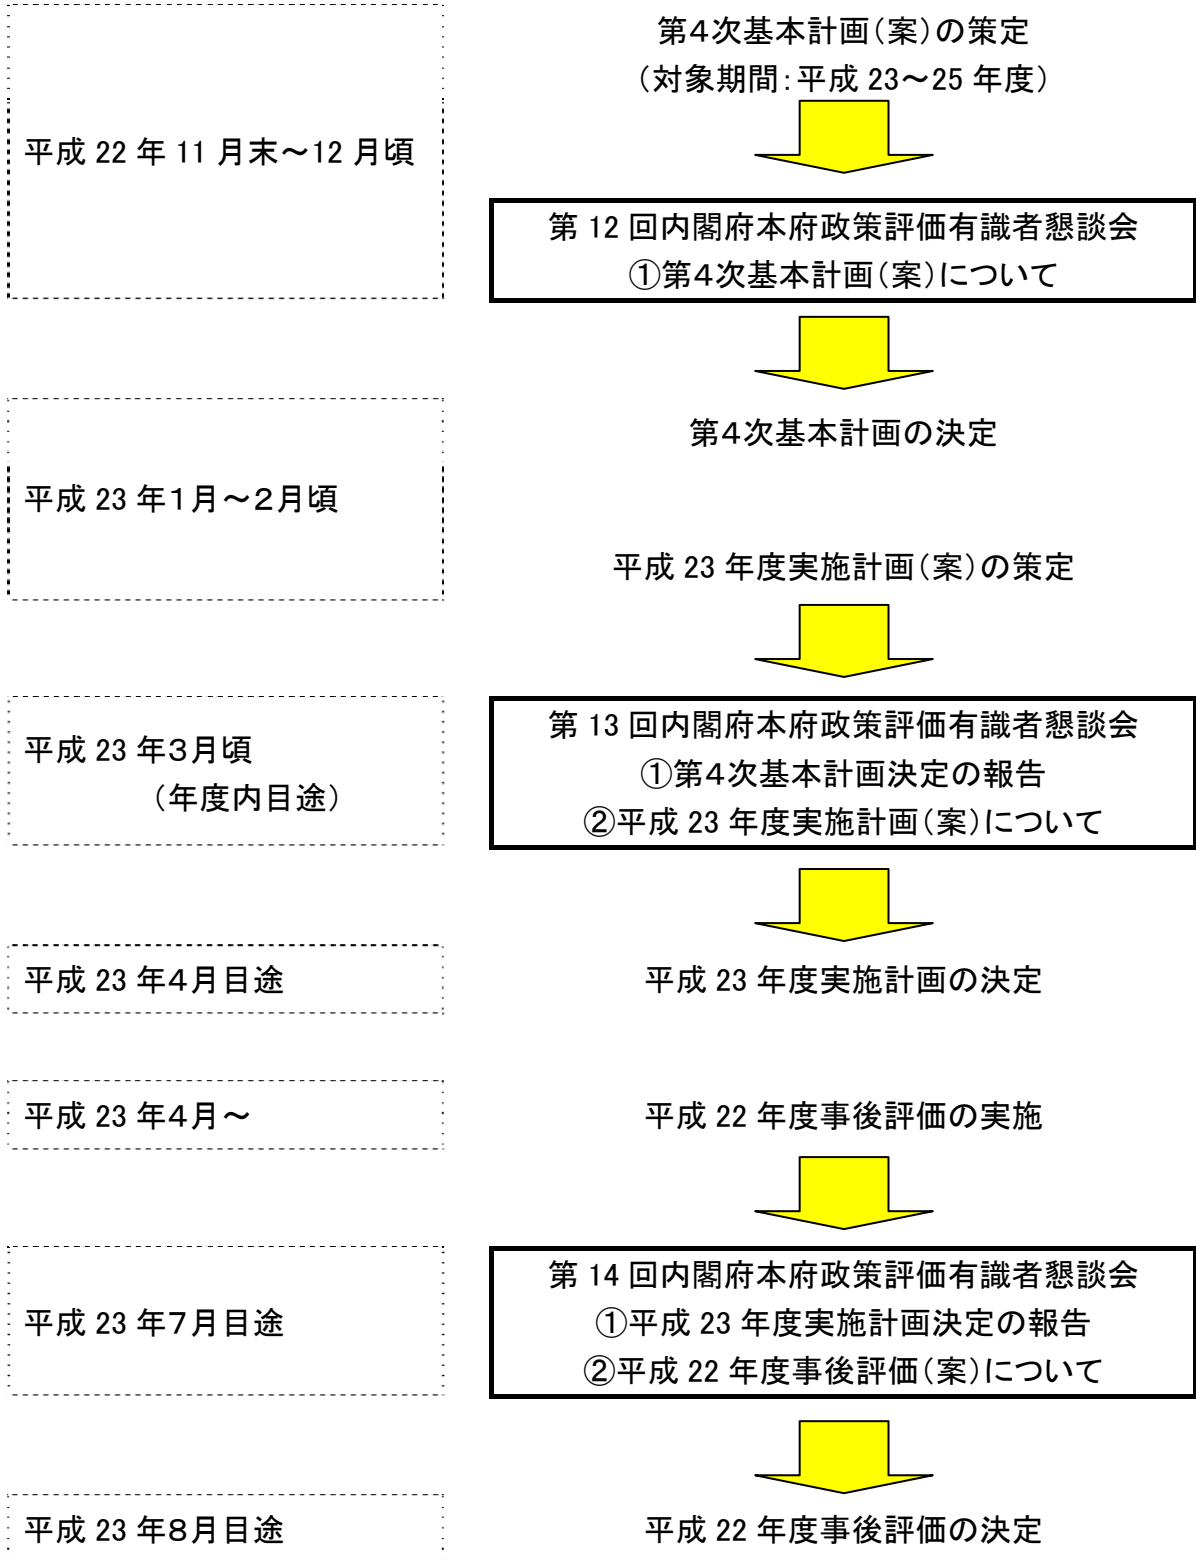 第4次基本計画（案）の策定
（対象期間：平成 23～25 年度）
平成 22 年 11 月末～12 月頃
第 12 回内閣府本府政策評価有識者懇談会
①第4次基本計画（案）について
第4次基本計画の決定
平成 23 年1月～2月頃
平成 23 年度実施計画（案）の策定
平成 23 年3月頃
（年度内目途）
第 13 回内閣府本府政策評価有識者懇談会
①第4次基本計画決定の報告
②平成 23 年度実施計画（案）について
平成 23 年4月目途
平成 23 年度実施計画の決定
平成 23 年4月～
平成 22 年度事後評価の実施
平成 23 年7月目途
第 14 回内閣府本府政策評価有識者懇談会
①平成 23 年度実施計画決定の報告
②平成 22 年度事後評価（案）について
平成 23 年8月目途
平成 22 年度事後評価の決定